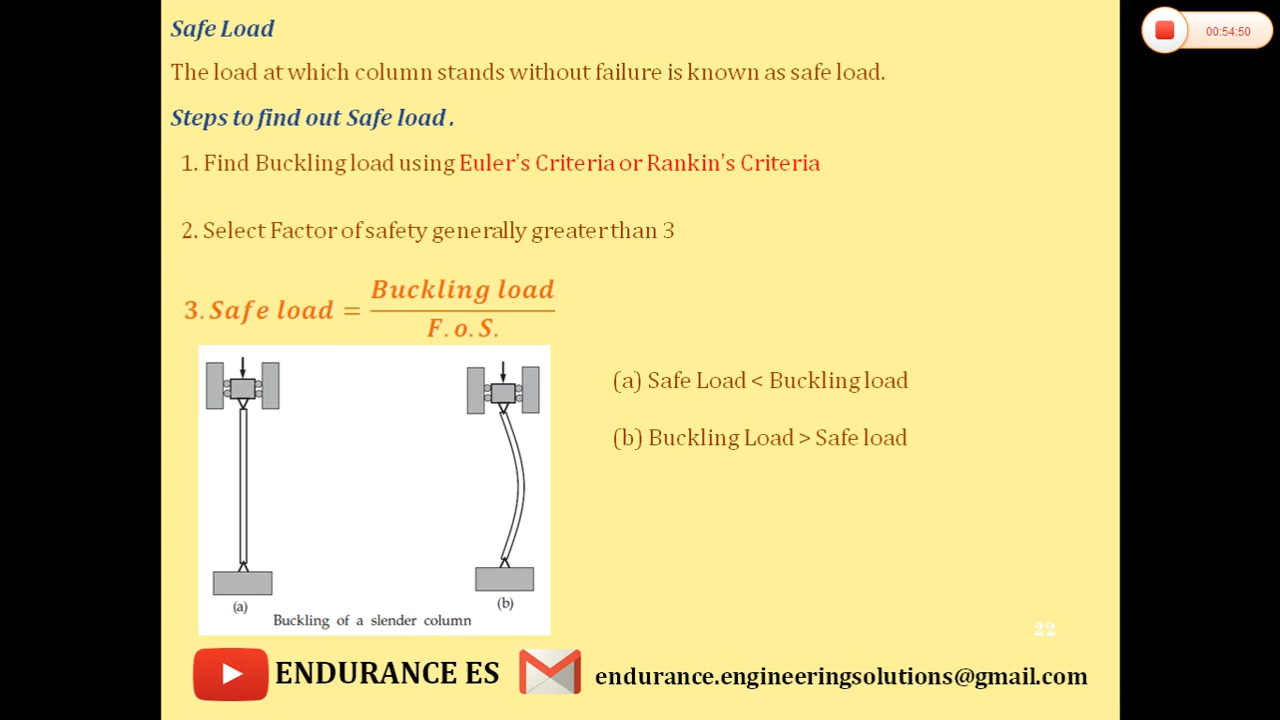 Safe Load
00:54:50
The load at which column stands without failure is known as safe load.
Steps to find out Safe load .
1. Find Buckling load using Euler's Criteria or Rankin's Criteria
2. Select Factor of safety generally greater than 3
3. Safe load = Buckling load / F. o. S.
(a) Safe Load < Buckling load
(b) Buckling Load > Safe load
(a)
(b)
Buckling of a slender column
22
ENDURANCE ES
endurance.engineeringsolutions@gmail.com